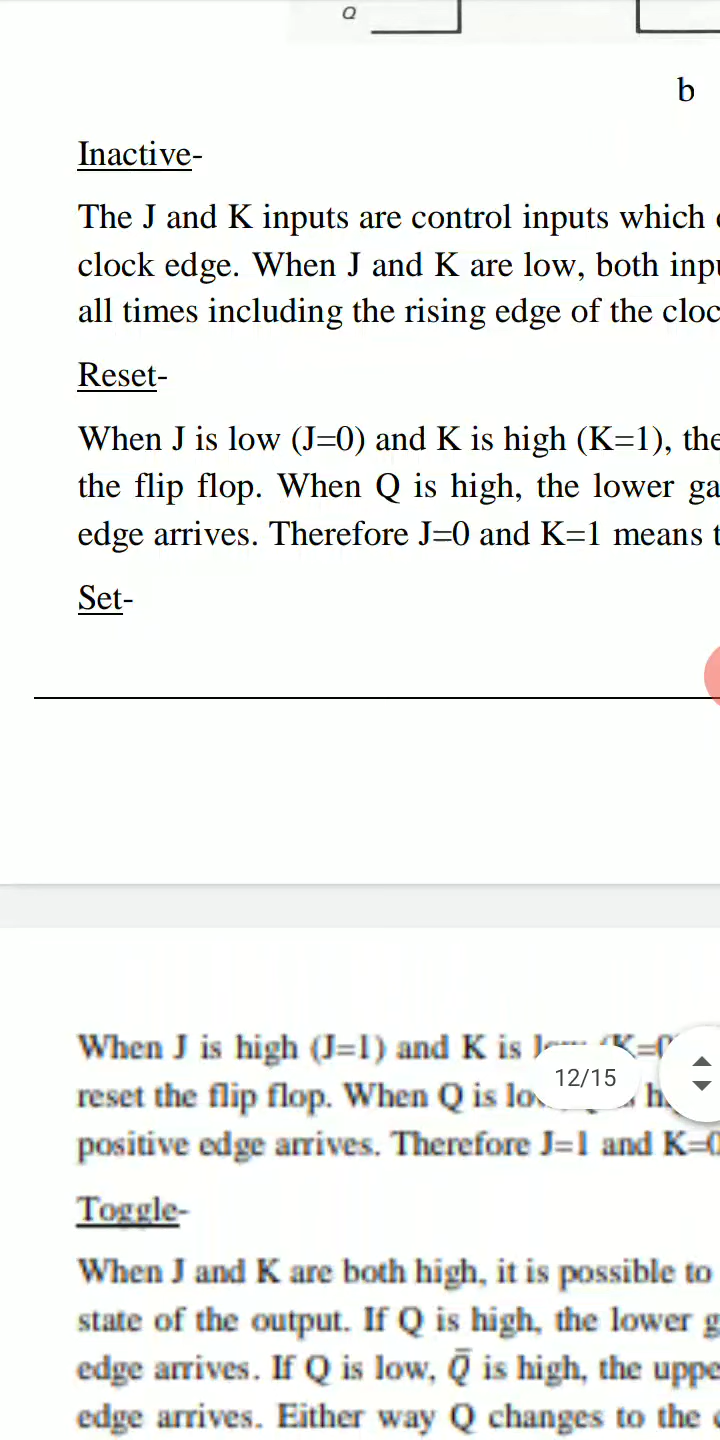 Q
b
Inactive-
The J and K inputs are control inputs which
clock edge. When J and K are low, both
all times including the rising edge of the
Reset-
When J is low (J=0) and K is high (K=1), the
the flip flop. When Q is high, the lower
edge arrives. Therefore J=0 and K=1 means
Set-
When J is high (J=1) and K is
12/15
reset the flip flop. When Q is
positive edge arrives. Therefore J=1 and
Toggle-
When J and K are both high, it is possible to
state of the output. If Q is high, the lower
edge arrives. If Q is low, Q̄ is high, the
edge arrives. Either way Q changes to the